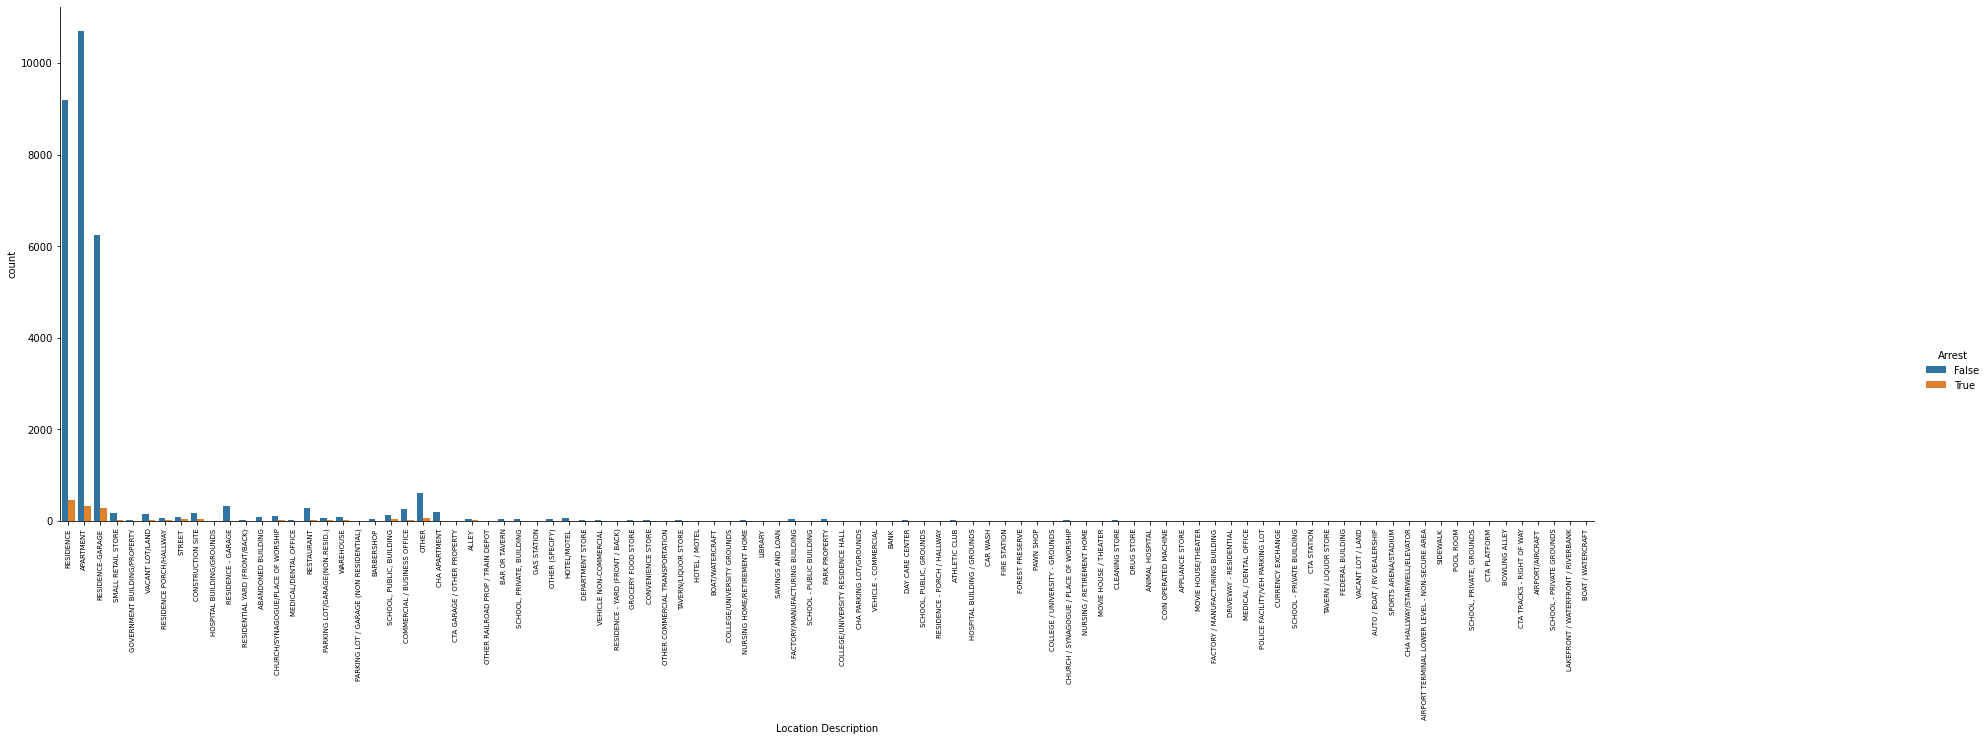 10000
8000
6000
4000
2000
0
count
RESIDENCE
APARTMENT
RESIDENCE-GARAGE
SMALL RETAIL STORE
GOVERNMENT BUILDING/PROPERTY
VACANT LOT/LAND
RESIDENCE PORCH/HALLWAY
STREET
CONSTRUCTION SITE
HOSPITAL BUILDING/GROUNDS
RESIDENCE - GARAGE
RESIDENTIAL YARD (FRONT/BACK)
ABANDONED BUILDING
CHURCH/SYNAGOGUE/PLACE OF WORSHIP
MEDICAL/DENTAL OFFICE
RESTAURANT
PARKING LOT/GARAGE(NON.RESID.)
WAREHOUSE
PARKING LOT / GARAGE (NON RESIDENTIAL)
BARBERSHOP
SCHOOL, PUBLIC, BUILDING
COMMERCIAL / BUSINESS OFFICE
OTHER
CHA APARTMENT
CTA GARAGE / OTHER PROPERTY
ALLEY
OTHER RAILROAD PROP / TRAIN DEPOT
BAR OR TAVERN
SCHOOL, PRIVATE, BUILDING
GAS STATION
OTHER (SPECIFY)
HOTEL/MOTEL
DEPARTMENT STORE
VEHICLE NON-COMMERCIAL
RESIDENCE - YARD (FRONT / BACK)
GROCERY FOOD STORE
CONVENIENCE STORE
OTHER COMMERCIAL TRANSPORTATION
TAVERN/LIQUOR STORE
HOTEL / MOTEL
BOAT/WATERCRAFT
COLLEGE/UNIVERSITY GROUNDS
NURSING HOME/RETIREMENT HOME
LIBRARY
SAVINGS AND LOAN
FACTORY/MANUFACTURING BUILDING
SCHOOL - PUBLIC BUILDING
PARK PROPERTY
COLLEGE/UNIVERSITY RESIDENCE HALL
CHA PARKING LOT/GROUNDS
VEHICLE - COMMERCIAL
BANK
DAY CARE CENTER
SCHOOL, PUBLIC, GROUNDS
RESIDENCE - PORCH / HALLWAY
ATHLETIC CLUB
HOSPITAL BUILDING / GROUNDS
CAR WASH
FIRE STATION
FOREST PRESERVE
PAWN SHOP
COLLEGE / UNIVERSITY - GROUNDS
CHURCH / SYNAGOGUE / PLACE OF WORSHIP
NURSING / RETIREMENT HOME
MOVIE HOUSE / THEATER
CLEANING STORE
DRUG STORE
ANIMAL HOSPITAL
COIN OPERATED MACHINE
APPLIANCE STORE
MOVIE HOUSE/THEATER
FACTORY / MANUFACTURING BUILDING
DRIVEWAY - RESIDENTIAL
MEDICAL / DENTAL OFFICE
POLICE FACILITY/VEH PARKING LOT
CURRENCY EXCHANGE
SCHOOL - PRIVATE BUILDING
CTA STATION
TAVERN / LIQUOR STORE
FEDERAL BUILDING
VACANT LOT / LAND
AUTO / BOAT / RV DEALERSHIP
SPORTS ARENA/STADIUM
CHA HALLWAY/STAIRWELL/ELEVATOR
AIRPORT TERMINAL LOWER LEVEL - NON-SECURE AREA
SIDEWALK
POOL ROOM
SCHOOL, PRIVATE, GROUNDS
CTA PLATFORM
BOWLING ALLEY
CTA TRACKS - RIGHT OF WAY
AIRPORT/AIRCRAFT
SCHOOL - PRIVATE GROUNDS
LAKEFRONT / WATERFRONT / RIVERBANK
BOAT / WATERCRAFT
Location Description
Arrest
False
True